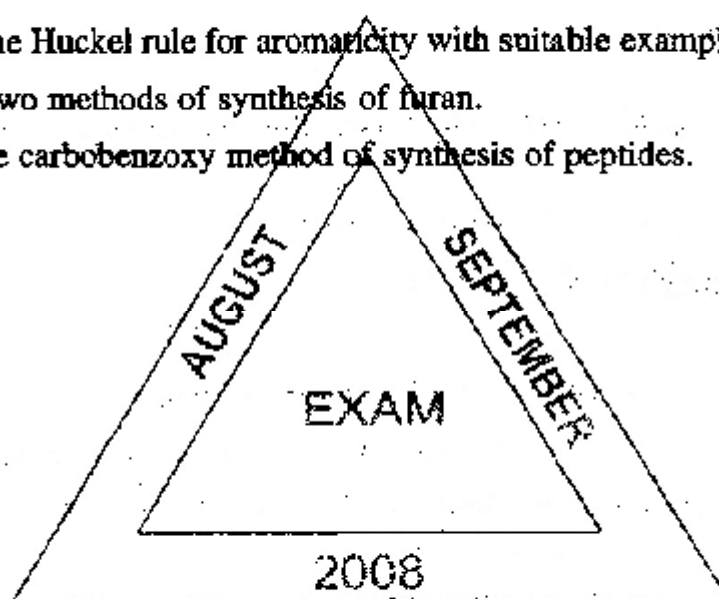 ne Huckel rule for aromaticity with suitable exampl
wo methods of synthesis of furan.
e carbobenzoxy method of synthesis of peptides.
AUGUST
SEPTEMBER
EXAM
2008